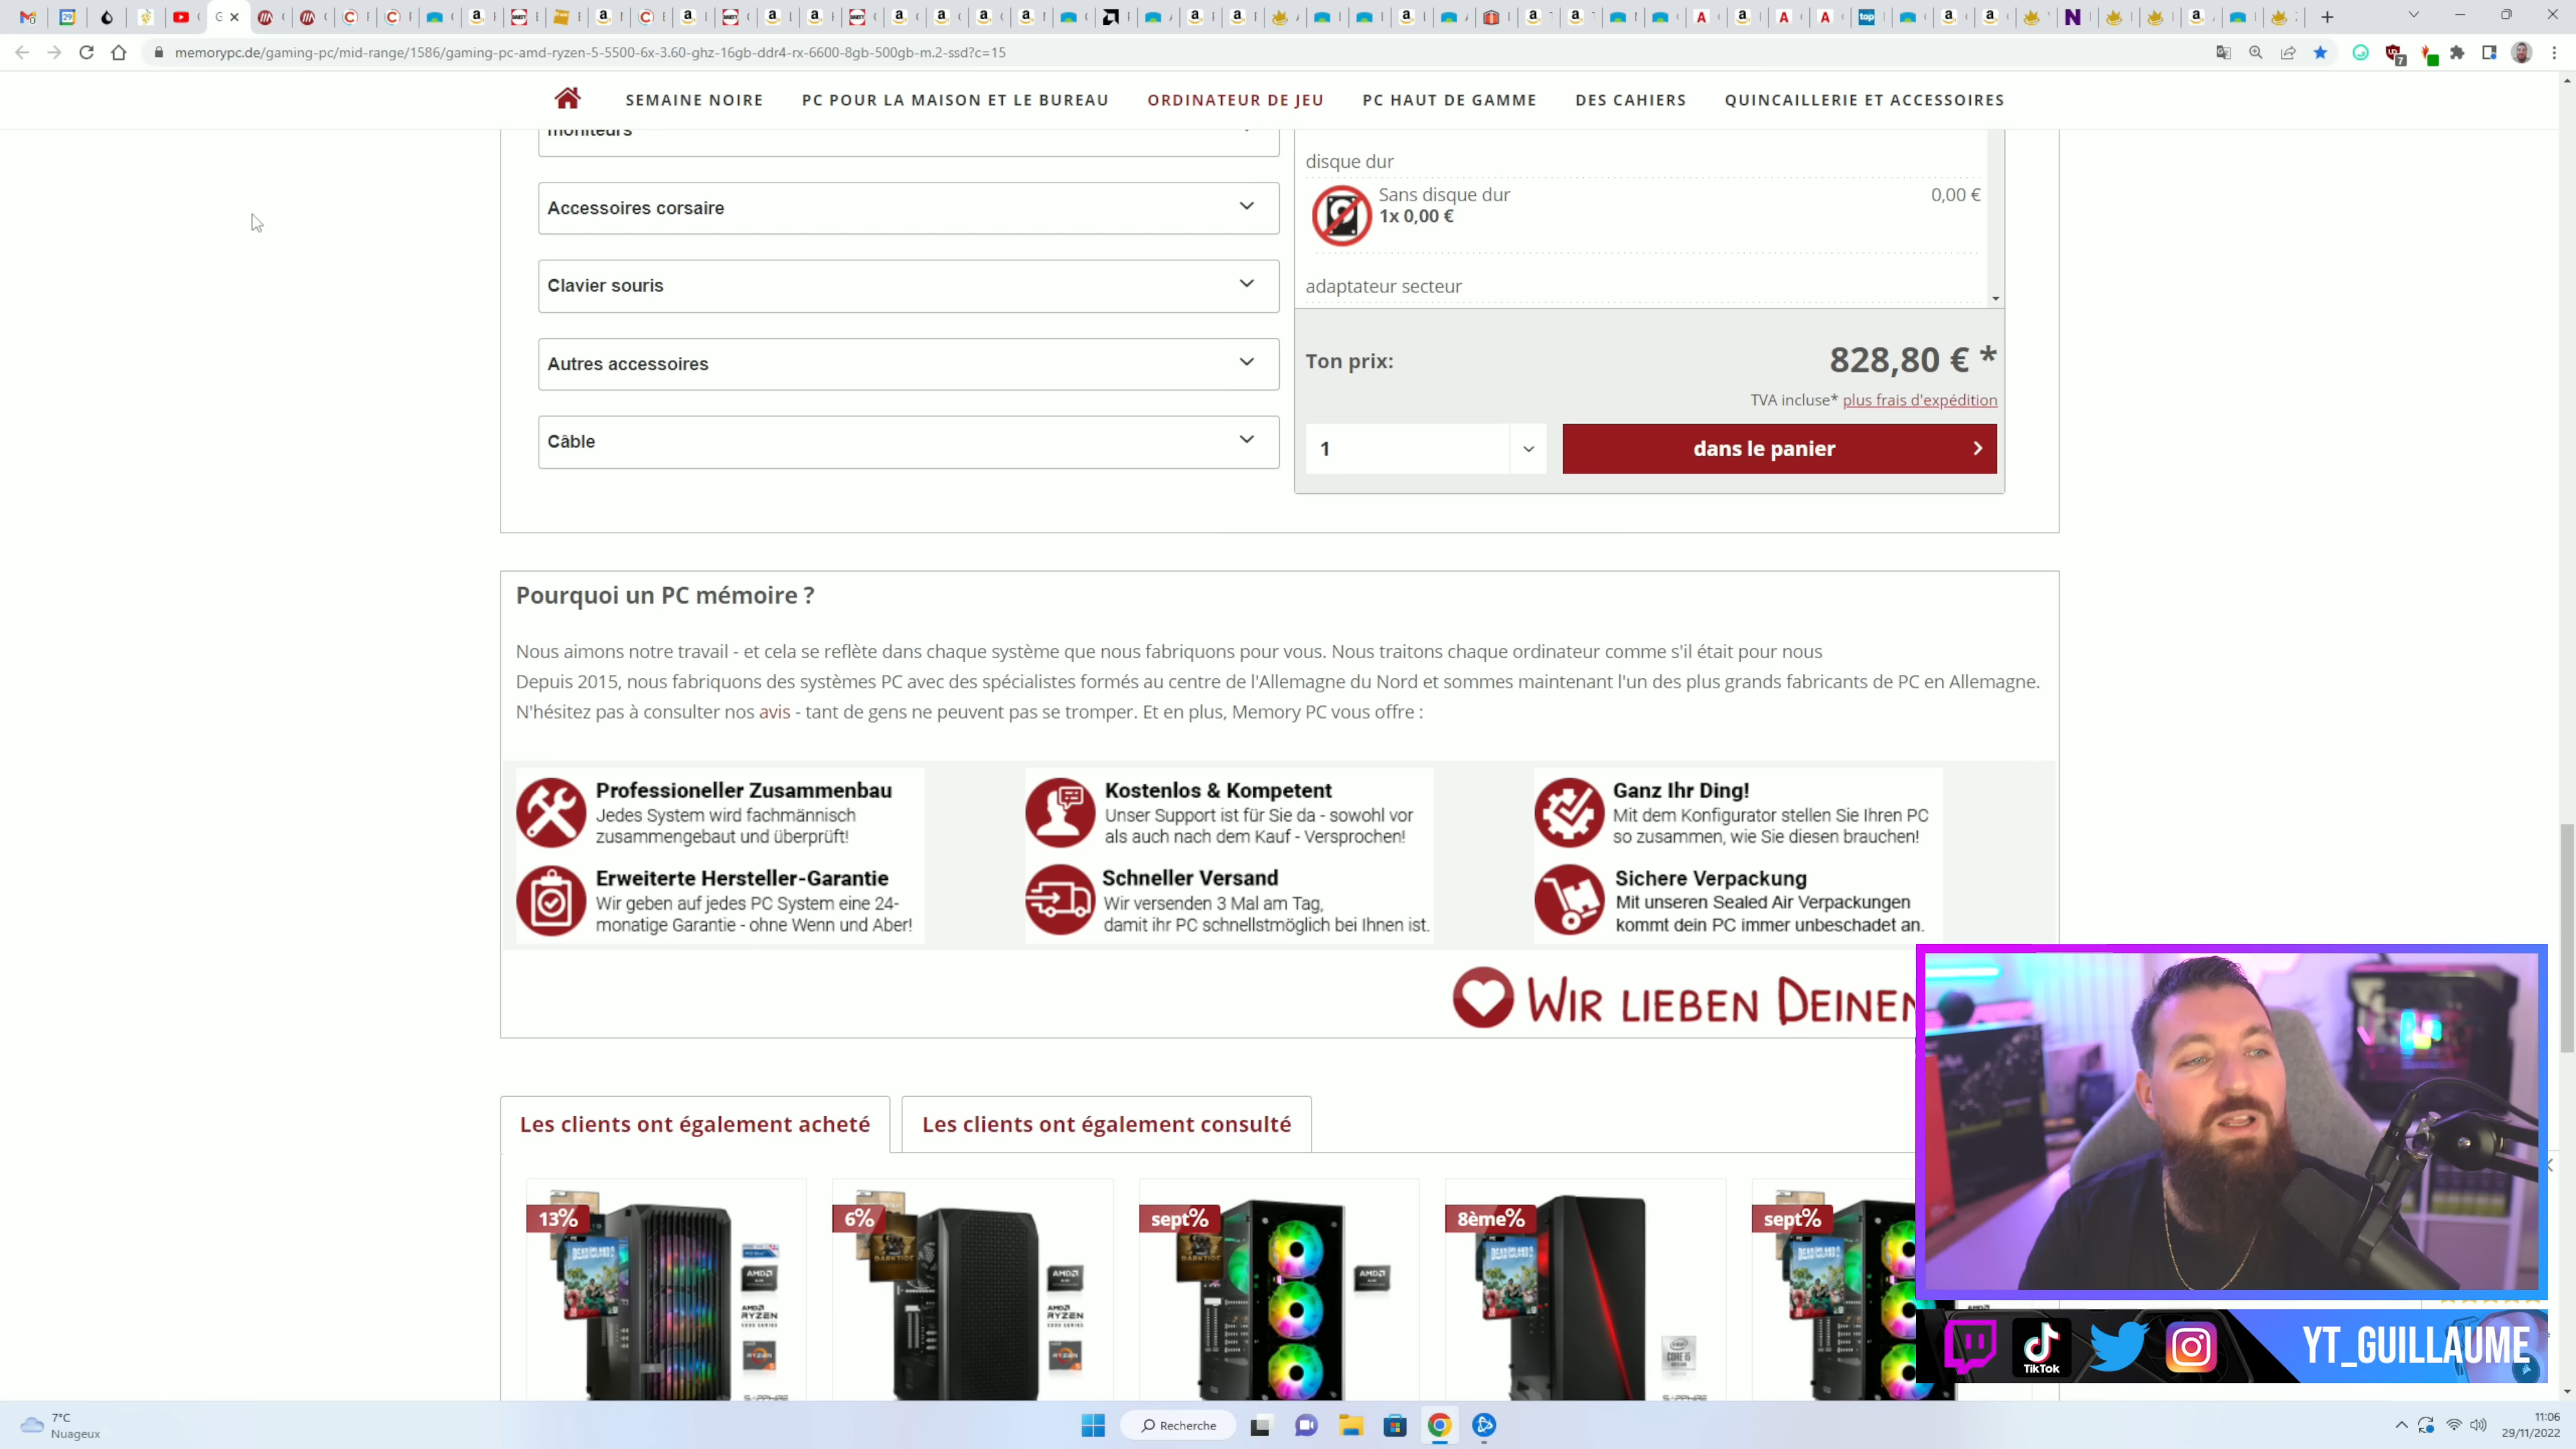 memorypc.de/gaming-pc/mid-range/1586/gaming-pc-amd-ryzen-5-5500-6x-3.60-ghz-16gb-ddr4-rx-6600-8gb-500gb-m.2-ssd?c=15
SEMAINE NOIRE
PC POUR LA MAISON ET LE BUREAU
ORDINATEUR DE JEU
PC HAUT DE GAMME
DES CAHIERS
QUINCAILLERIE ET ACCESSOIRES
moniteurs
Accessoires corsaire
Clavier souris
Autres accessoires
Câble
disque dur
Sans disque dur
0,00 €
1x 0,00 €
adaptateur secteur
Ton prix:
828,80 € *
TVA incluse* plus frais d'expédition
1
dans le panier
Pourquoi un PC mémoire ?
Nous aimons notre travail - et cela se reflète dans chaque système que nous fabriquons pour vous. Nous traitons chaque ordinateur comme s'il était pour nous
Depuis 2015, nous fabriquons des systèmes PC avec des spécialistes formés au centre de l'Allemagne du Nord et sommes maintenant l'un des plus grands fabricants de PC en Allemagne.
N'hésitez pas à consulter nos avis - tant de gens ne peuvent pas se tromper. Et en plus, Memory PC vous offre :
Professioneller Zusammenbau
Jedes System wird fachmännisch
zusammengebaut und überprüft!
Kostenlos & Kompetent
Unser Support ist für Sie da - sowohl vor
als auch nach dem Kauf - Versprochen!
Ganz Ihr Ding!
Mit dem Konfigurator stellen Sie Ihren PC
so zusammen, wie Sie diesen brauchen!
Erweiterte Hersteller-Garantie
Wir geben auf jedes PC System eine 24-
monatige Garantie - ohne Wenn und Aber!
Schneller Versand
Wir versenden 3 Mal am Tag,
damit ihr PC schnellstmöglich bei Ihnen ist.
Sichere Verpackung
Mit unseren Sealed Air Verpackungen
kommt dein PC immer unbeschadet an.
WIR LIEBEN DEINEN
Les clients ont également acheté
Les clients ont également consulté
13%
6%
sept%
8ème%
sept%
DEAD ISLAND 2
DARKTIDE
AMD
RYZEN
CORE i5
TikTok
YT_GUILLAUME
7°C
Nuageux
Recherche
11:06
29/11/2022